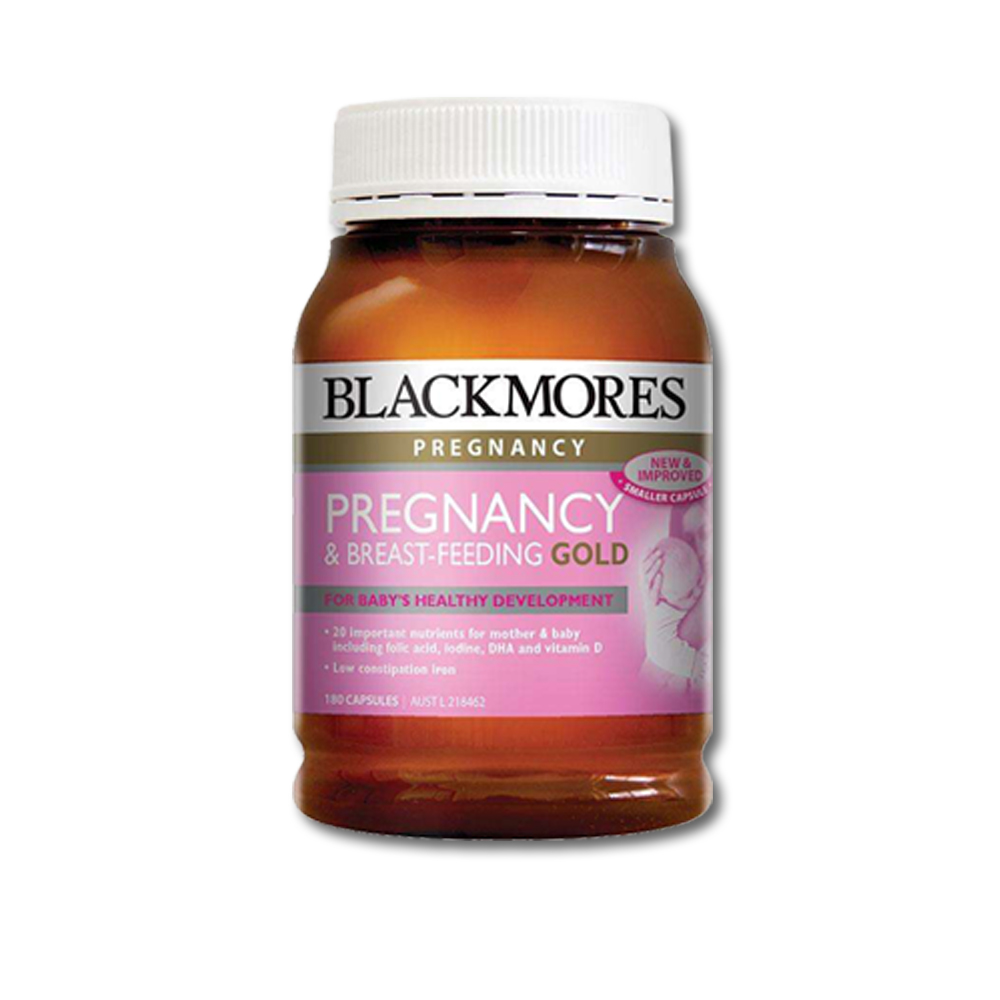 BLACKMORES
PREGNANCY
NEW &
IMPROVED
• SMALLER CAPSULE
PREGNANCY
& BREAST-FEEDING GOLD
FOR BABY'S HEALTHY DEVELOPMENT
• 20 important nutrients for mother & baby
including folic acid, iodine, DHA and vitamin D
• Low constipation iron
180 CAPSULES | AUST L 218462